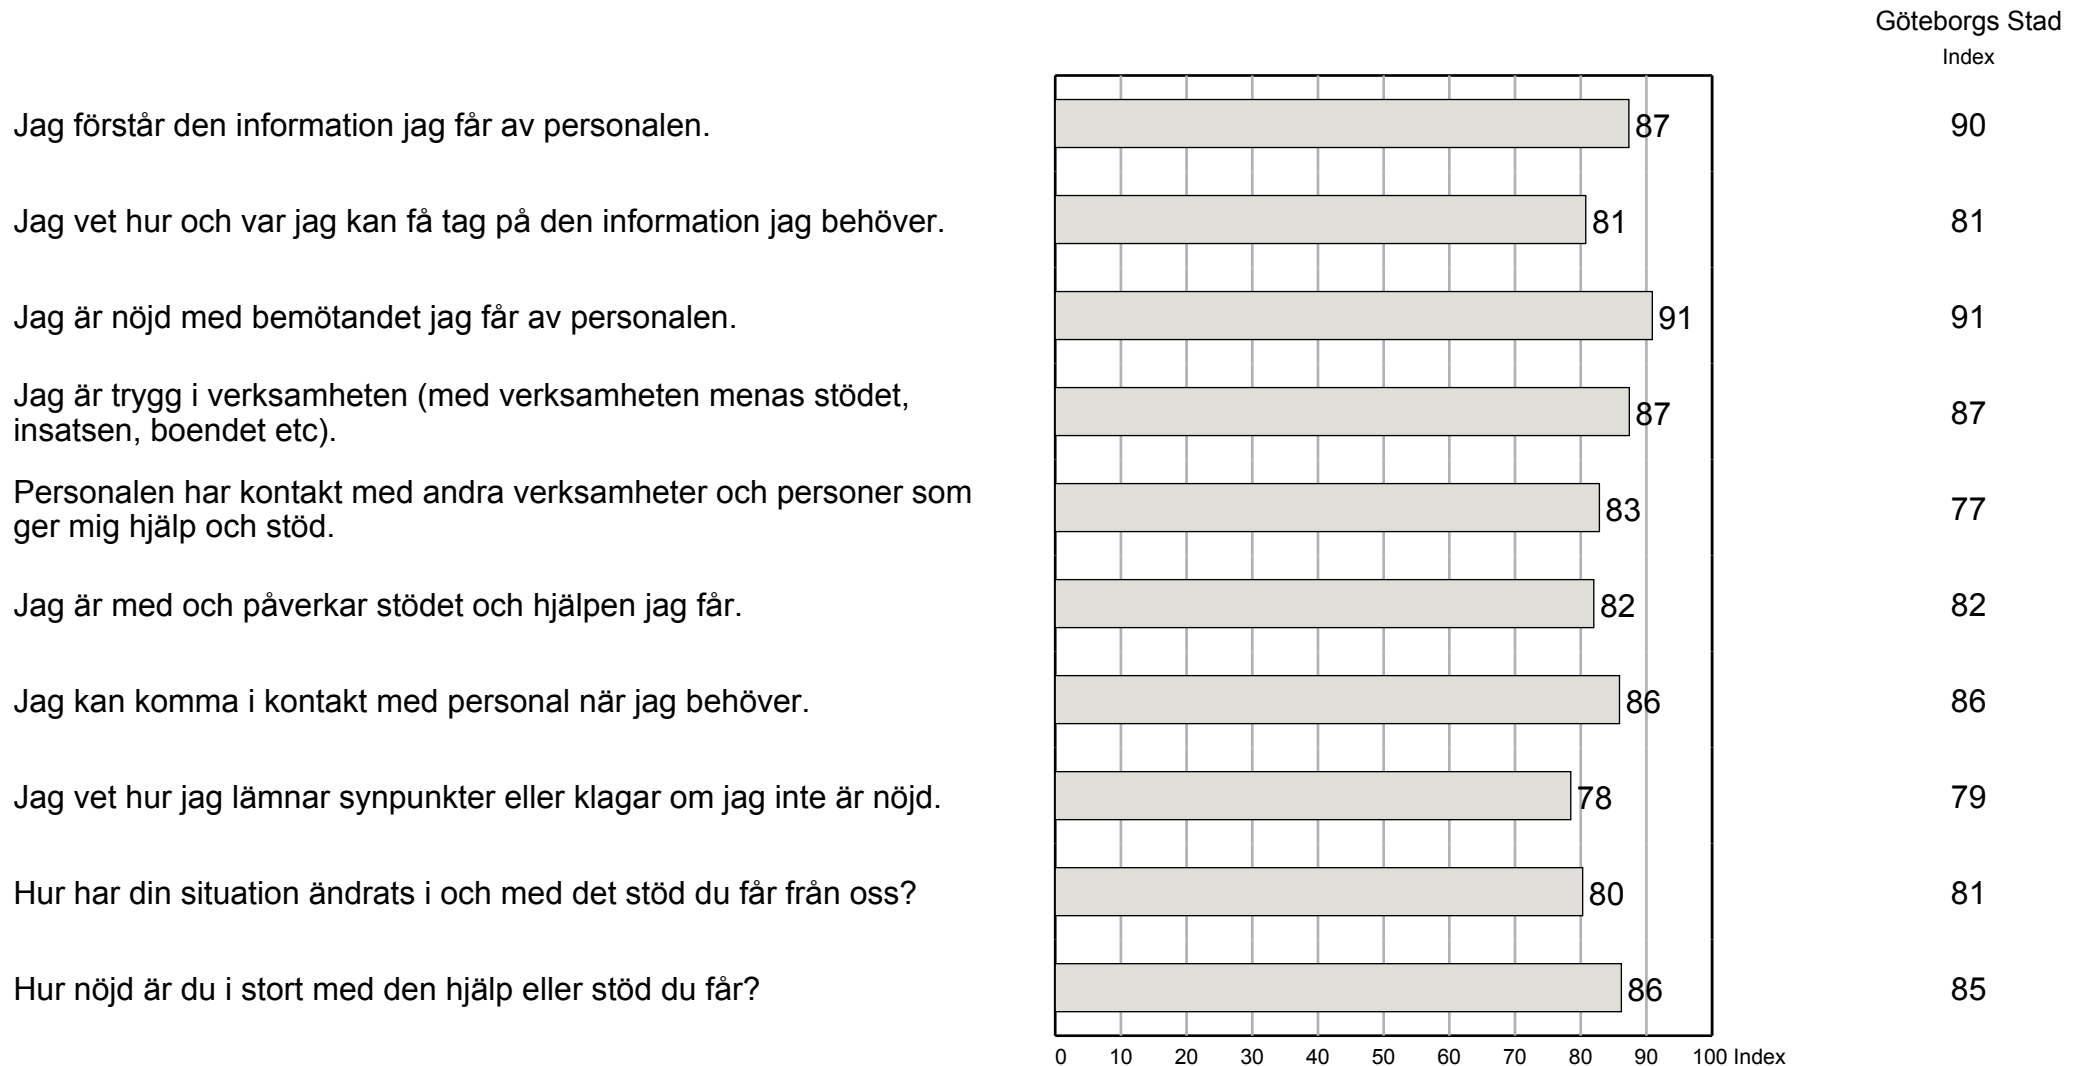 Göteborgs Stad
Index
Jag förstår den information jag får av personalen. 87 90
Jag vet hur och var jag kan få tag på den information jag behöver. 81 81
Jag är nöjd med bemötandet jag får av personalen. 91 91
Jag är trygg i verksamheten (med verksamheten menas stödet,
insatsen, boendet etc). 87 87
Personalen har kontakt med andra verksamheter och personer som
ger mig hjälp och stöd. 83 77
Jag är med och påverkar stödet och hjälpen jag får. 82 82
Jag kan komma i kontakt med personal när jag behöver. 86 86
Jag vet hur jag lämnar synpunkter eller klagar om jag inte är nöjd. 78 79
Hur har din situation ändrats i och med det stöd du får från oss? 80 81
Hur nöjd är du i stort med den hjälp eller stöd du får? 86 85
0 10 20 30 40 50 60 70 80 90 100 Index